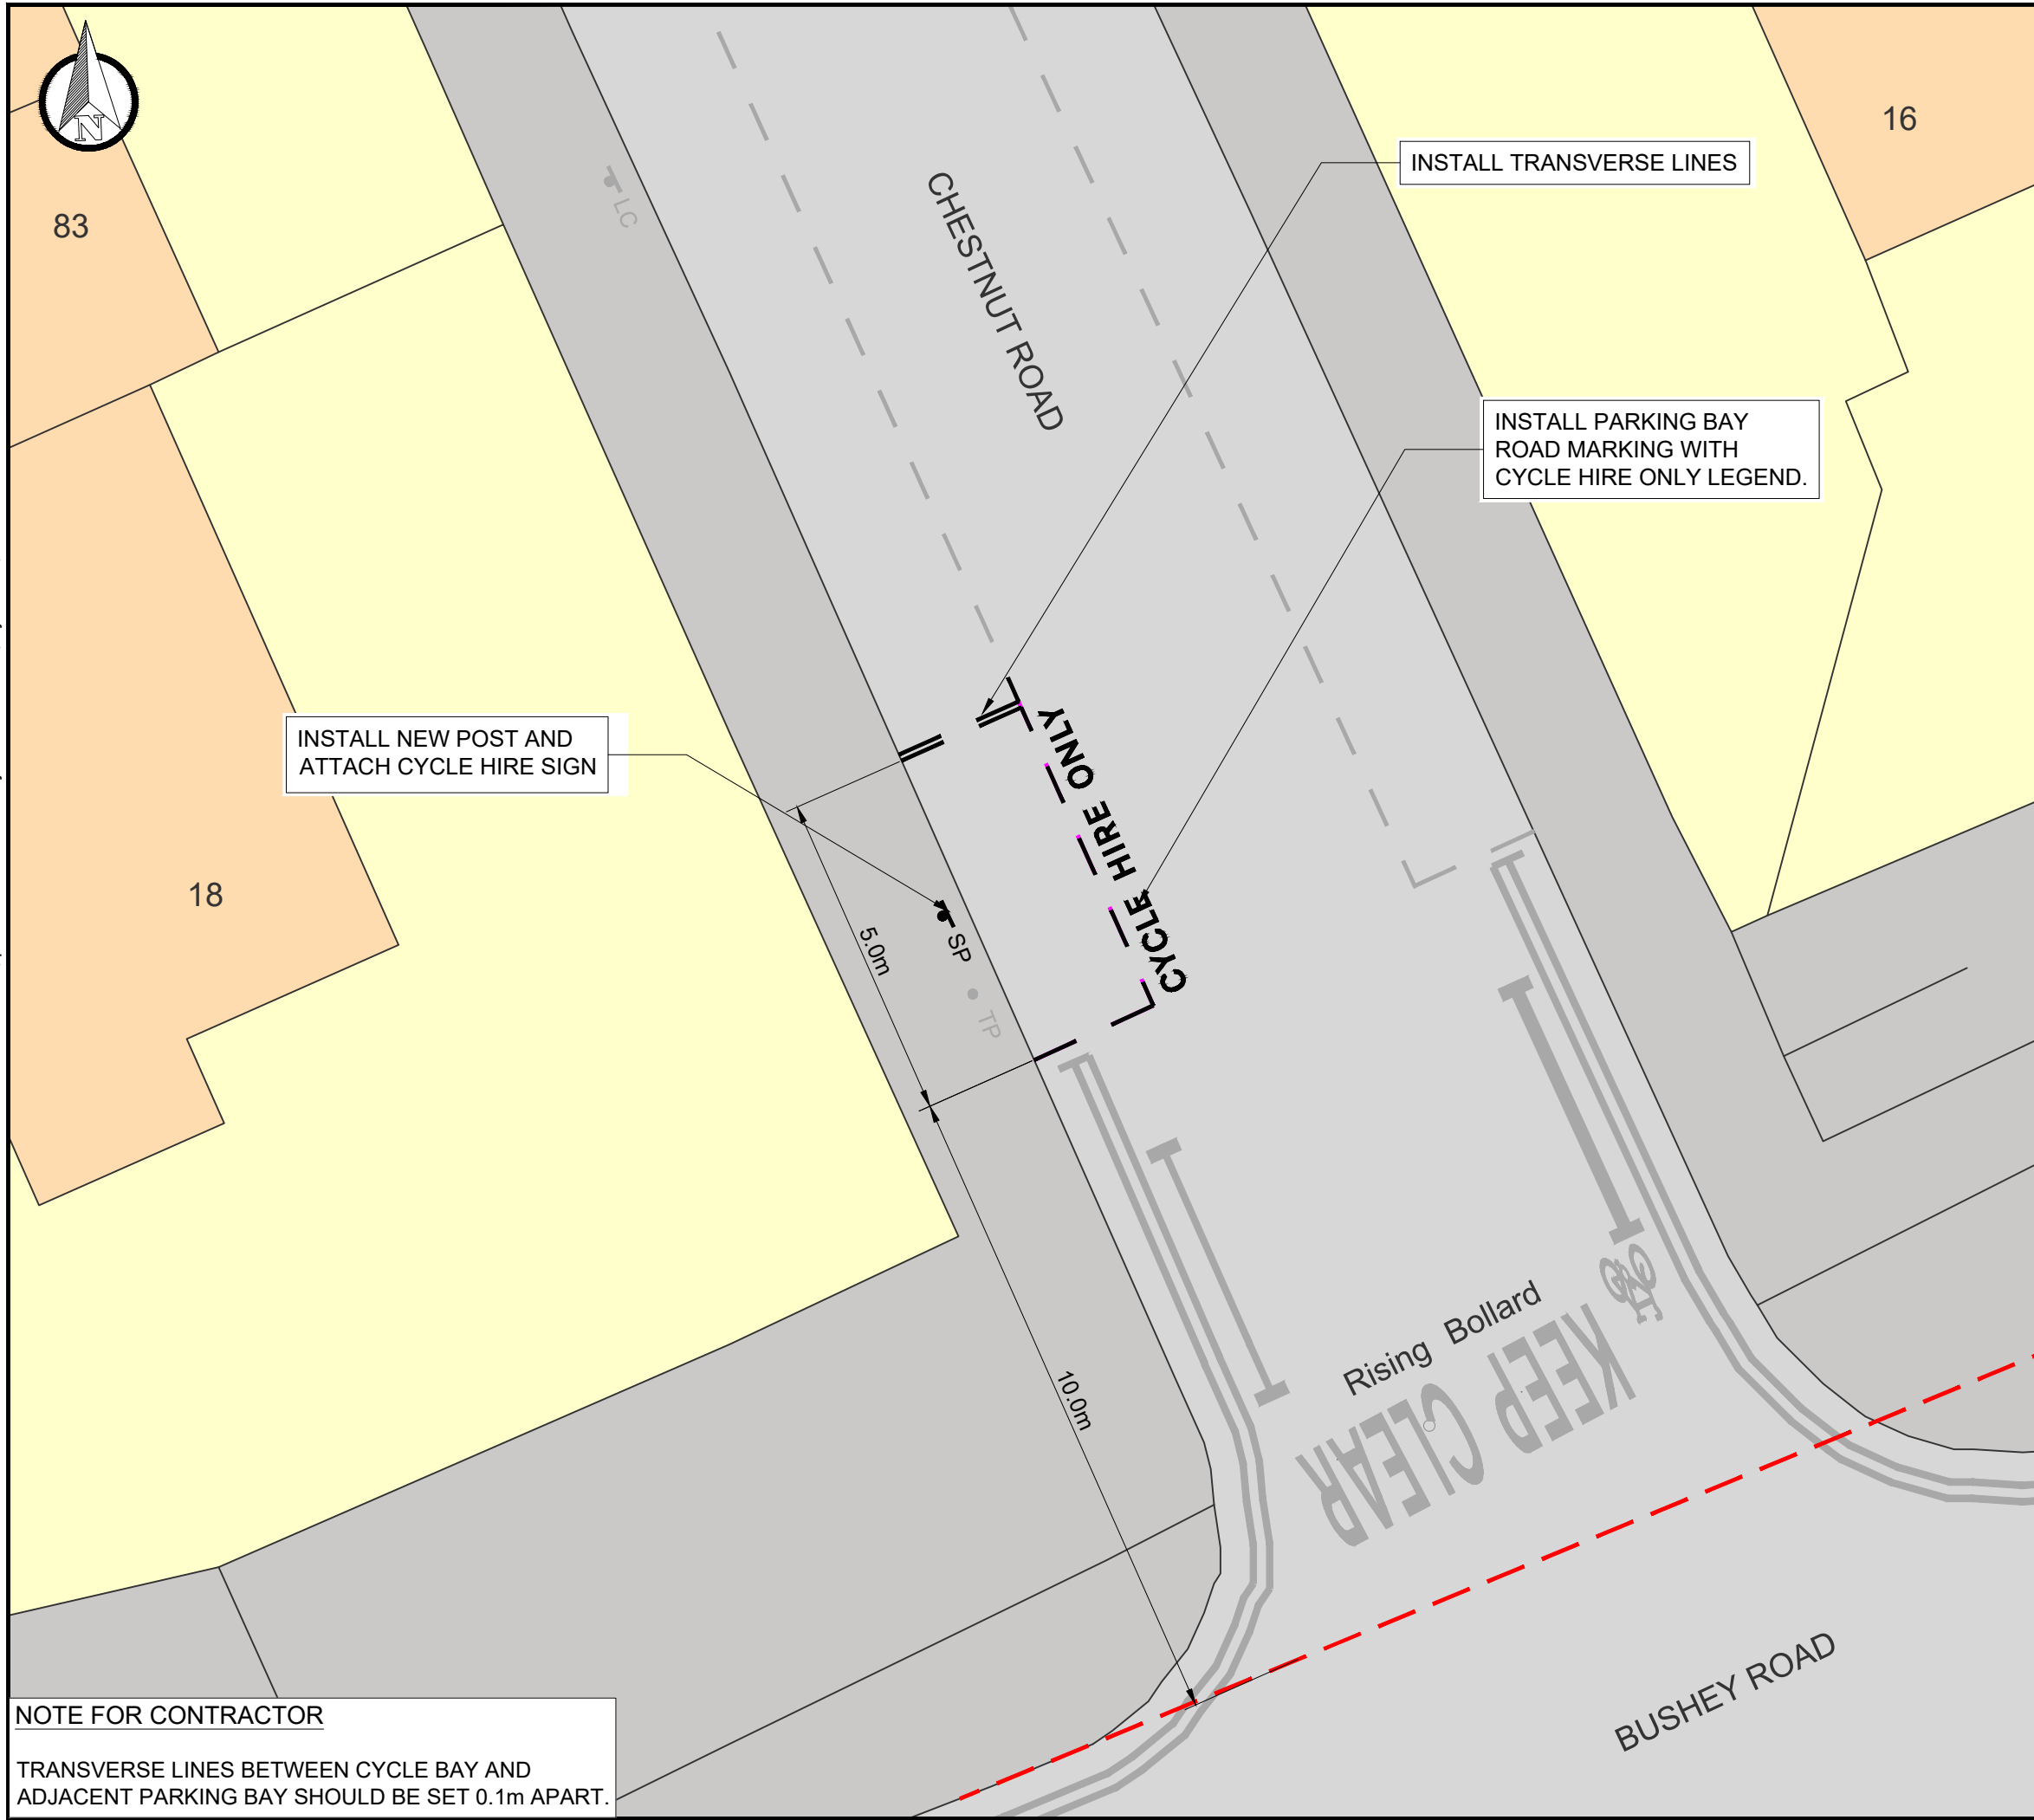 N
83
16
LC
CHESTNUT ROAD
INSTALL TRANSVERSE LINES
INSTALL PARKING BAY
ROAD MARKING WITH
CYCLE HIRE ONLY LEGEND.
INSTALL NEW POST AND
ATTACH CYCLE HIRE SIGN
CYCLE HIRE ONLY
18
5.0m
SP
TP
10.0m
Rising Bollard
KEEP CLEAR
BUSHEY ROAD
NOTE FOR CONTRACTOR
TRANSVERSE LINES BETWEEN CYCLE BAY AND
ADJACENT PARKING BAY SHOULD BE SET 0.1m APART.